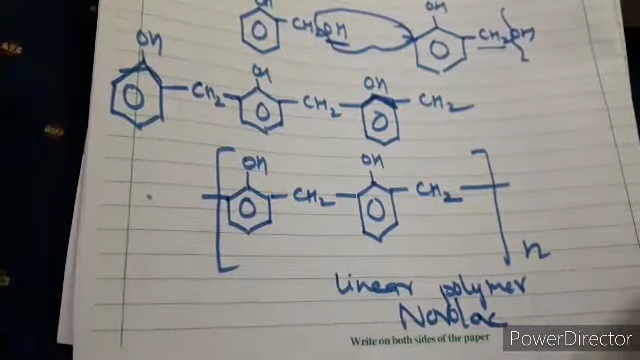 OH OH
CH2OH CH2OH
OH OH OH
CH2 CH2 CH2
OH OH
CH2 CH2
n
Linear polymer
Novolac
Write on both sides of the paper
PowerDirector